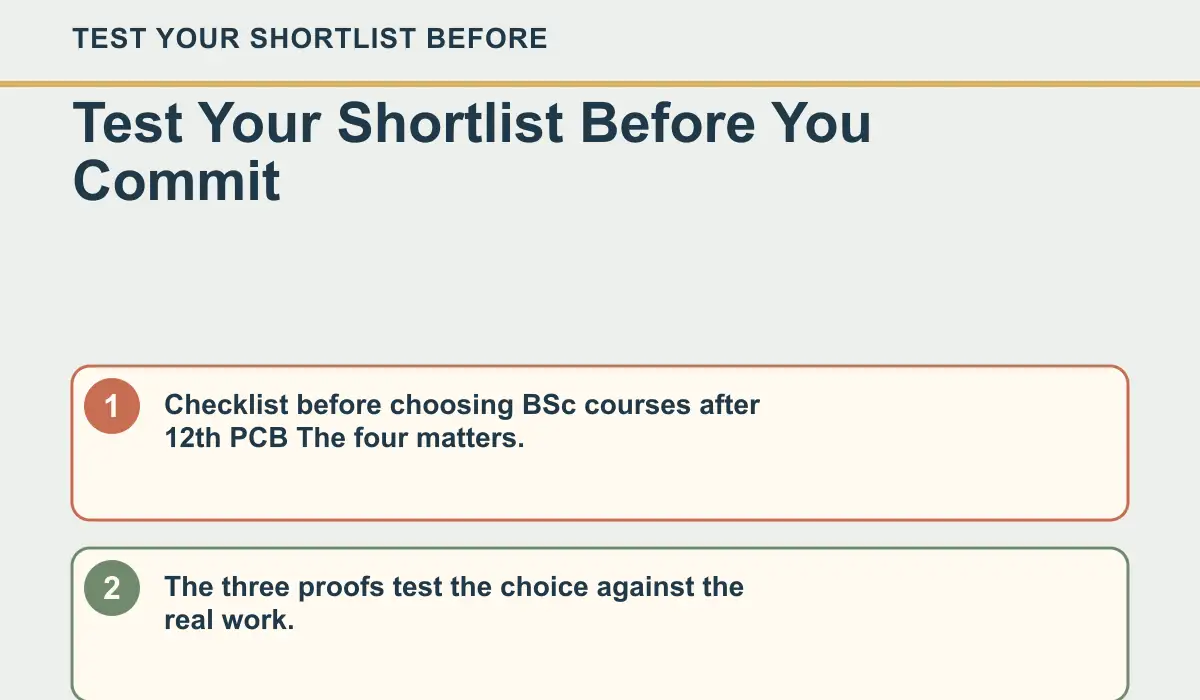 TEST YOUR SHORTLIST BEFORE
Test Your Shortlist Before You
Commit
1
Checklist before choosing BSc courses after
12th PCB The four matters.
2
The three proofs test the choice against the
real work.